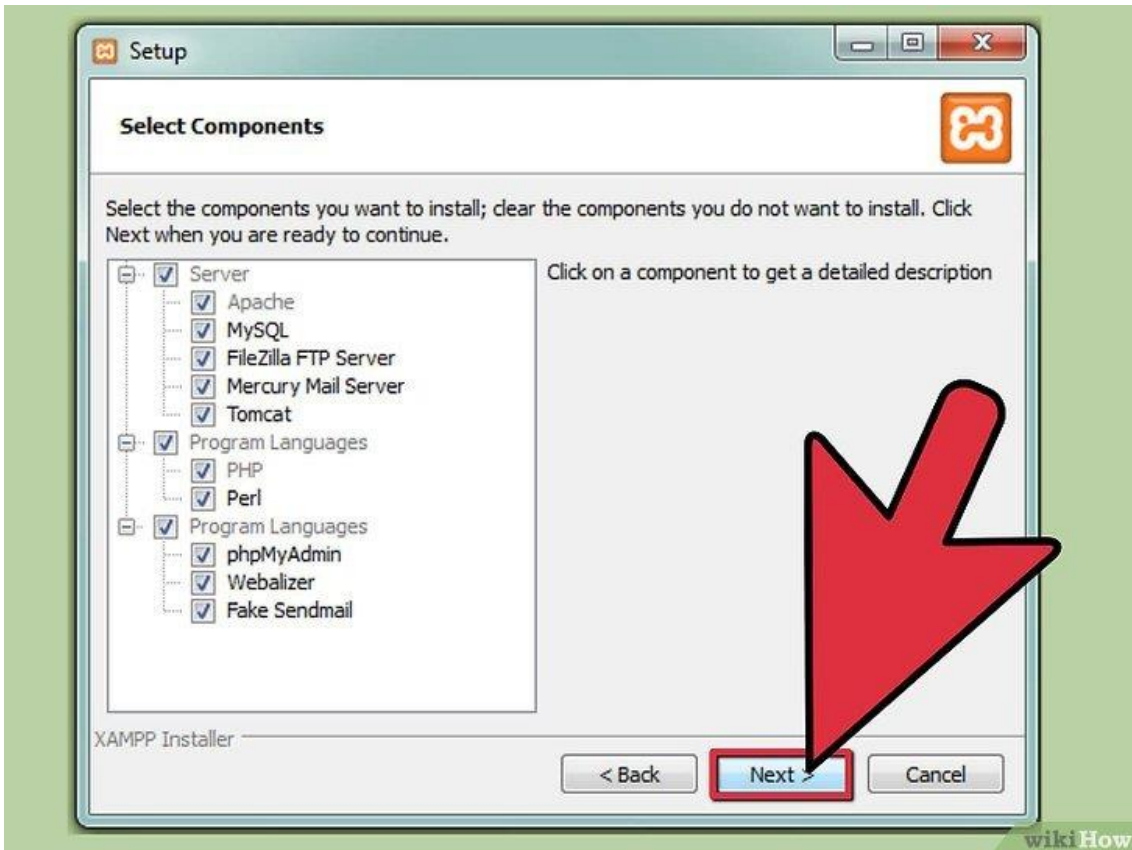 Setup
Select Components
Select the components you want to install; clear the components you do not want to install. Click
Next when you are ready to continue.
Server
Apache
MySQL
FileZilla FTP Server
Mercury Mail Server
Tomcat
Program Languages
PHP
Perl
Program Languages
phpMyAdmin
Webalizer
Fake Sendmail
Click on a component to get a detailed description
XAMPP Installer
< Back
Next >
Cancel
wikiHow